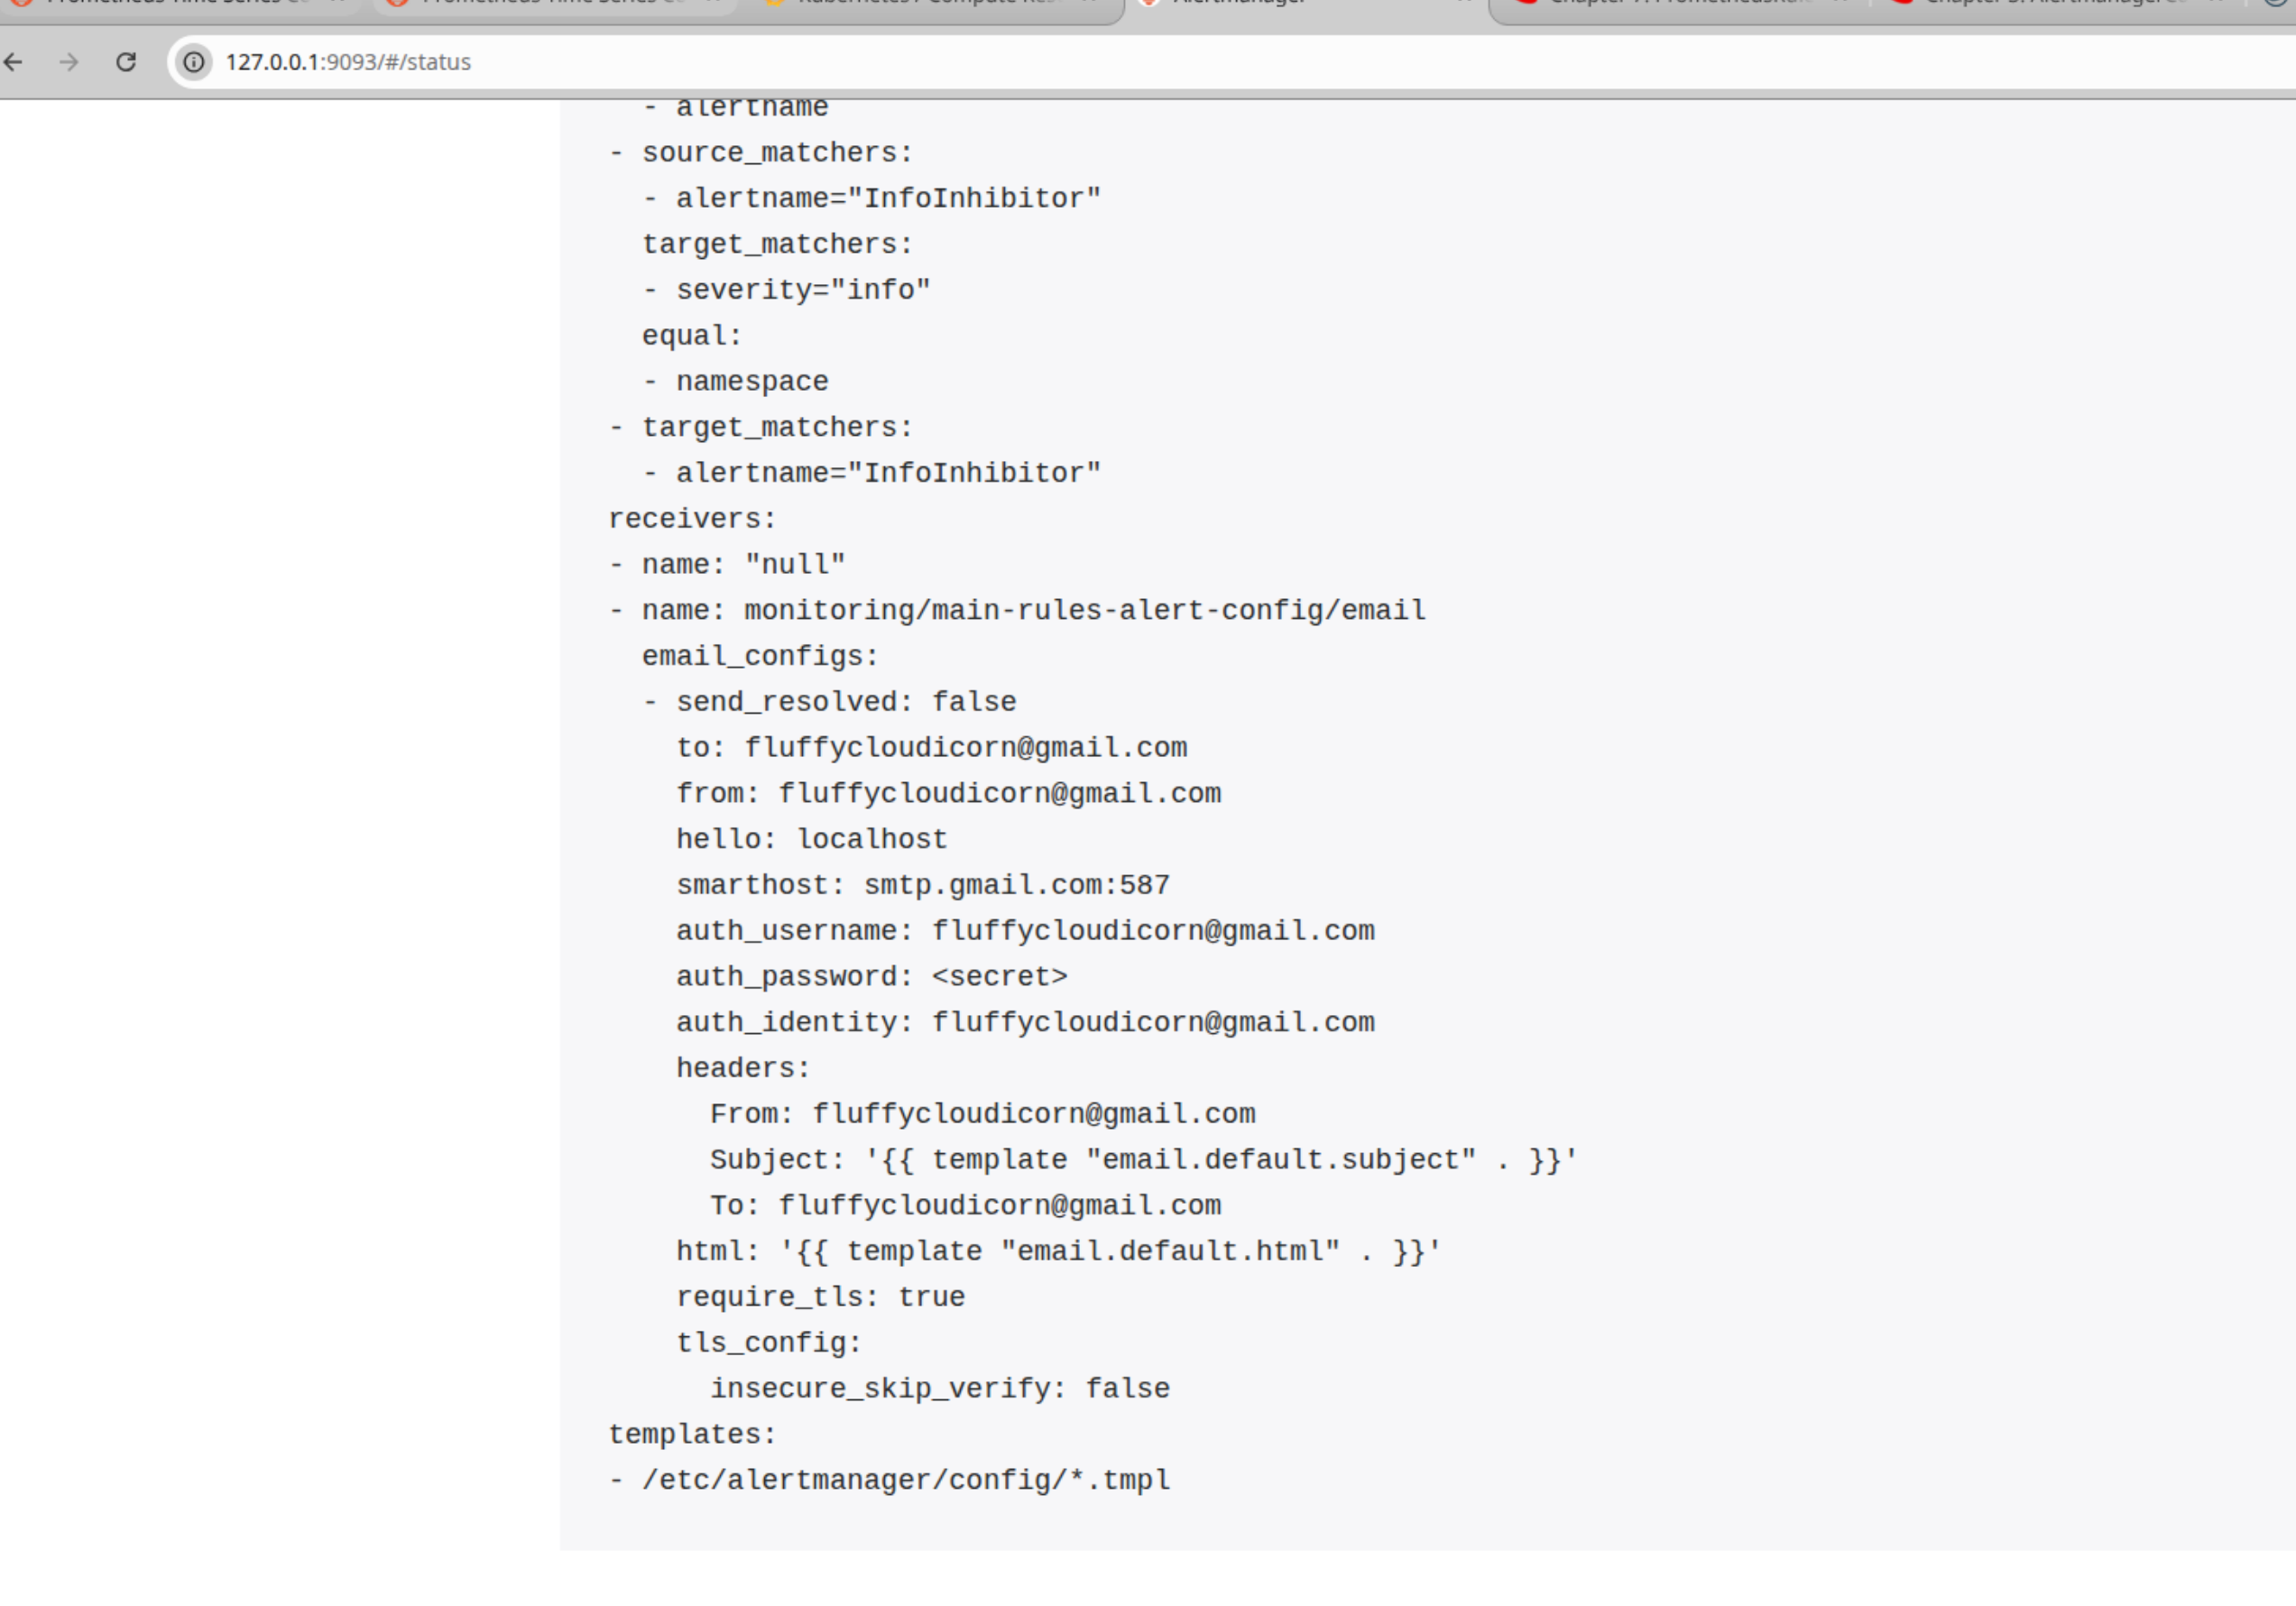 Alertmanager
127.0.0.1:9093/#/status
- alertname
- source_matchers:
- alertname="InfoInhibitor"
target_matchers:
- severity="info"
equal:
- namespace
- target_matchers:
- alertname="InfoInhibitor"
receivers:
- name: "null"
- name: monitoring/main-rules-alert-config/email
email_configs:
- send_resolved: false
to: fluffycloudicorn@gmail.com
from: fluffycloudicorn@gmail.com
hello: localhost
smarthost: smtp.gmail.com:587
auth_username: fluffycloudicorn@gmail.com
auth_password: <secret>
auth_identity: fluffycloudicorn@gmail.com
headers:
From: fluffycloudicorn@gmail.com
Subject: '{{ template "email.default.subject" . }}'
To: fluffycloudicorn@gmail.com
html: '{{ template "email.default.html" . }}'
require_tls: true
tls_config:
insecure_skip_verify: false
templates:
- /etc/alertmanager/config/*.tmpl